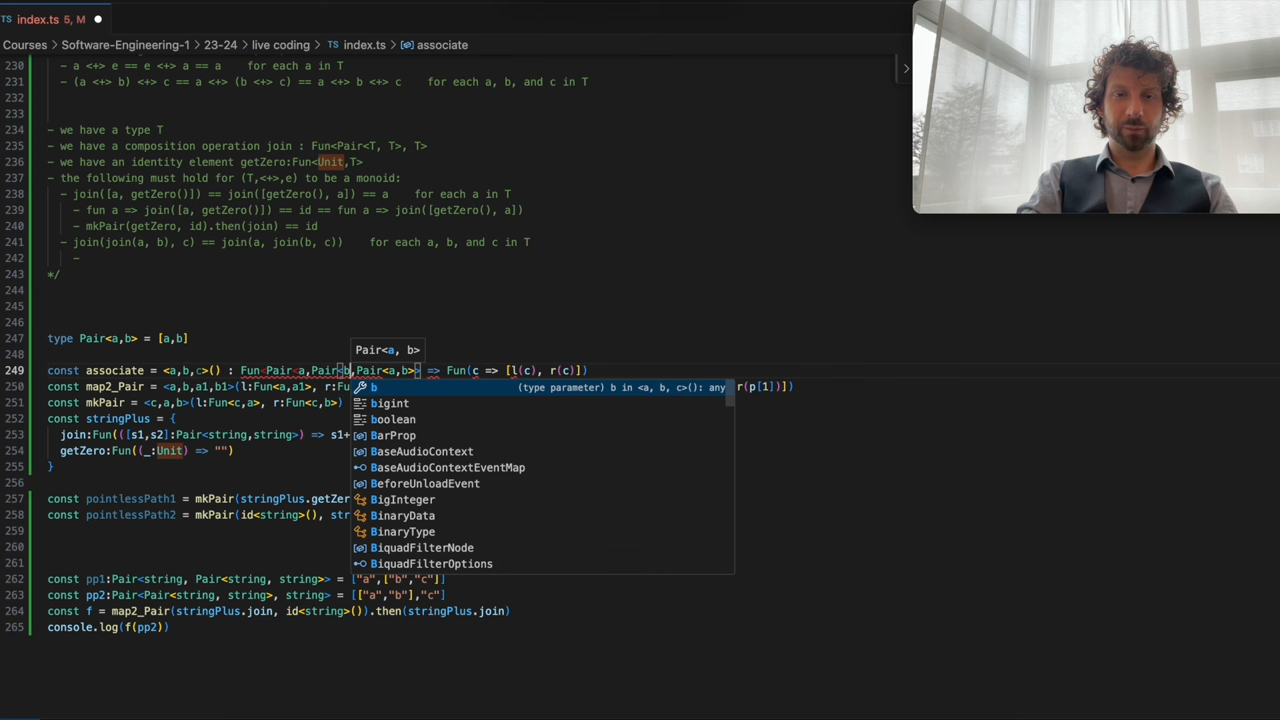 TS index.ts 5, M
Courses > Software-Engineering-1 > 23-24 > live coding > TS index.ts > associate
230 - a <+> e == e <+> a == a for each a in T
231 - (a <+> b) <+> c == a <+> (b <+> c) == a <+> b <+> c for each a, b, and c in T
232
233
234 - we have a type T
235 - we have a composition operation join : Fun<Pair<T, T>, T>
236 - we have an identity element getZero:Fun<Unit,T>
237 - the following must hold for (T,<+>,e) to be a monoid:
238 - join([a, getZero()]) == join([getZero(), a]) == a for each a in T
239 - fun a => join([a, getZero()]) == id == fun a => join([getZero(), a])
240 - mkPair(getZero, id).then(join) == id
241 - join(join(a, b), c) == join(a, join(b, c)) for each a, b, and c in T
242 -
243 */
244
245
246
247 type Pair<a,b> = [a,b]
248
Pair<a, b>
249 const associate = <a,b,c>() : Fun<Pair<a,Pair<b,Pair<a,b>> => Fun(c => [l(c), r(c)])
250 const map2_Pair = <a,b,a1,b1>(l:Fun<a,a1>, r:Fu r(p[1])])
b (type parameter) b in <a, b, c>(): any
251 const mkPair = <c,a,b>(l:Fun<c,a>, r:Fun<c,b>)
bigint
252 const stringPlus = {
boolean
253 join:Fun(([s1,s2]:Pair<string,string>) => s1+
BarProp
254 getZero:Fun((_:Unit) => "")
BaseAudioContext
255 }
BaseAudioContextEventMap
256
BeforeUnloadEvent
257 const pointlessPath1 = mkPair(stringPlus.getZer
BigInteger
258 const pointlessPath2 = mkPair(id<string>(), str
BinaryData
259
BinaryType
260
BiquadFilterNode
261
BiquadFilterOptions
262 const pp1:Pair<string, Pair<string, string>> = ["a",["b","c"]]
263 const pp2:Pair<Pair<string, string>, string> = [["a","b"],"c"]
264 const f = map2_Pair(stringPlus.join, id<string>()).then(stringPlus.join)
265 console.log(f(pp2))